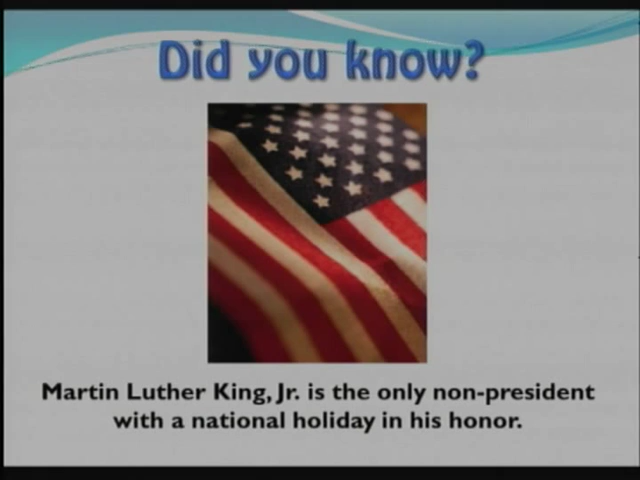 Did you know?
Martin Luther King, Jr. is the only non-president
with a national holiday in his honor.